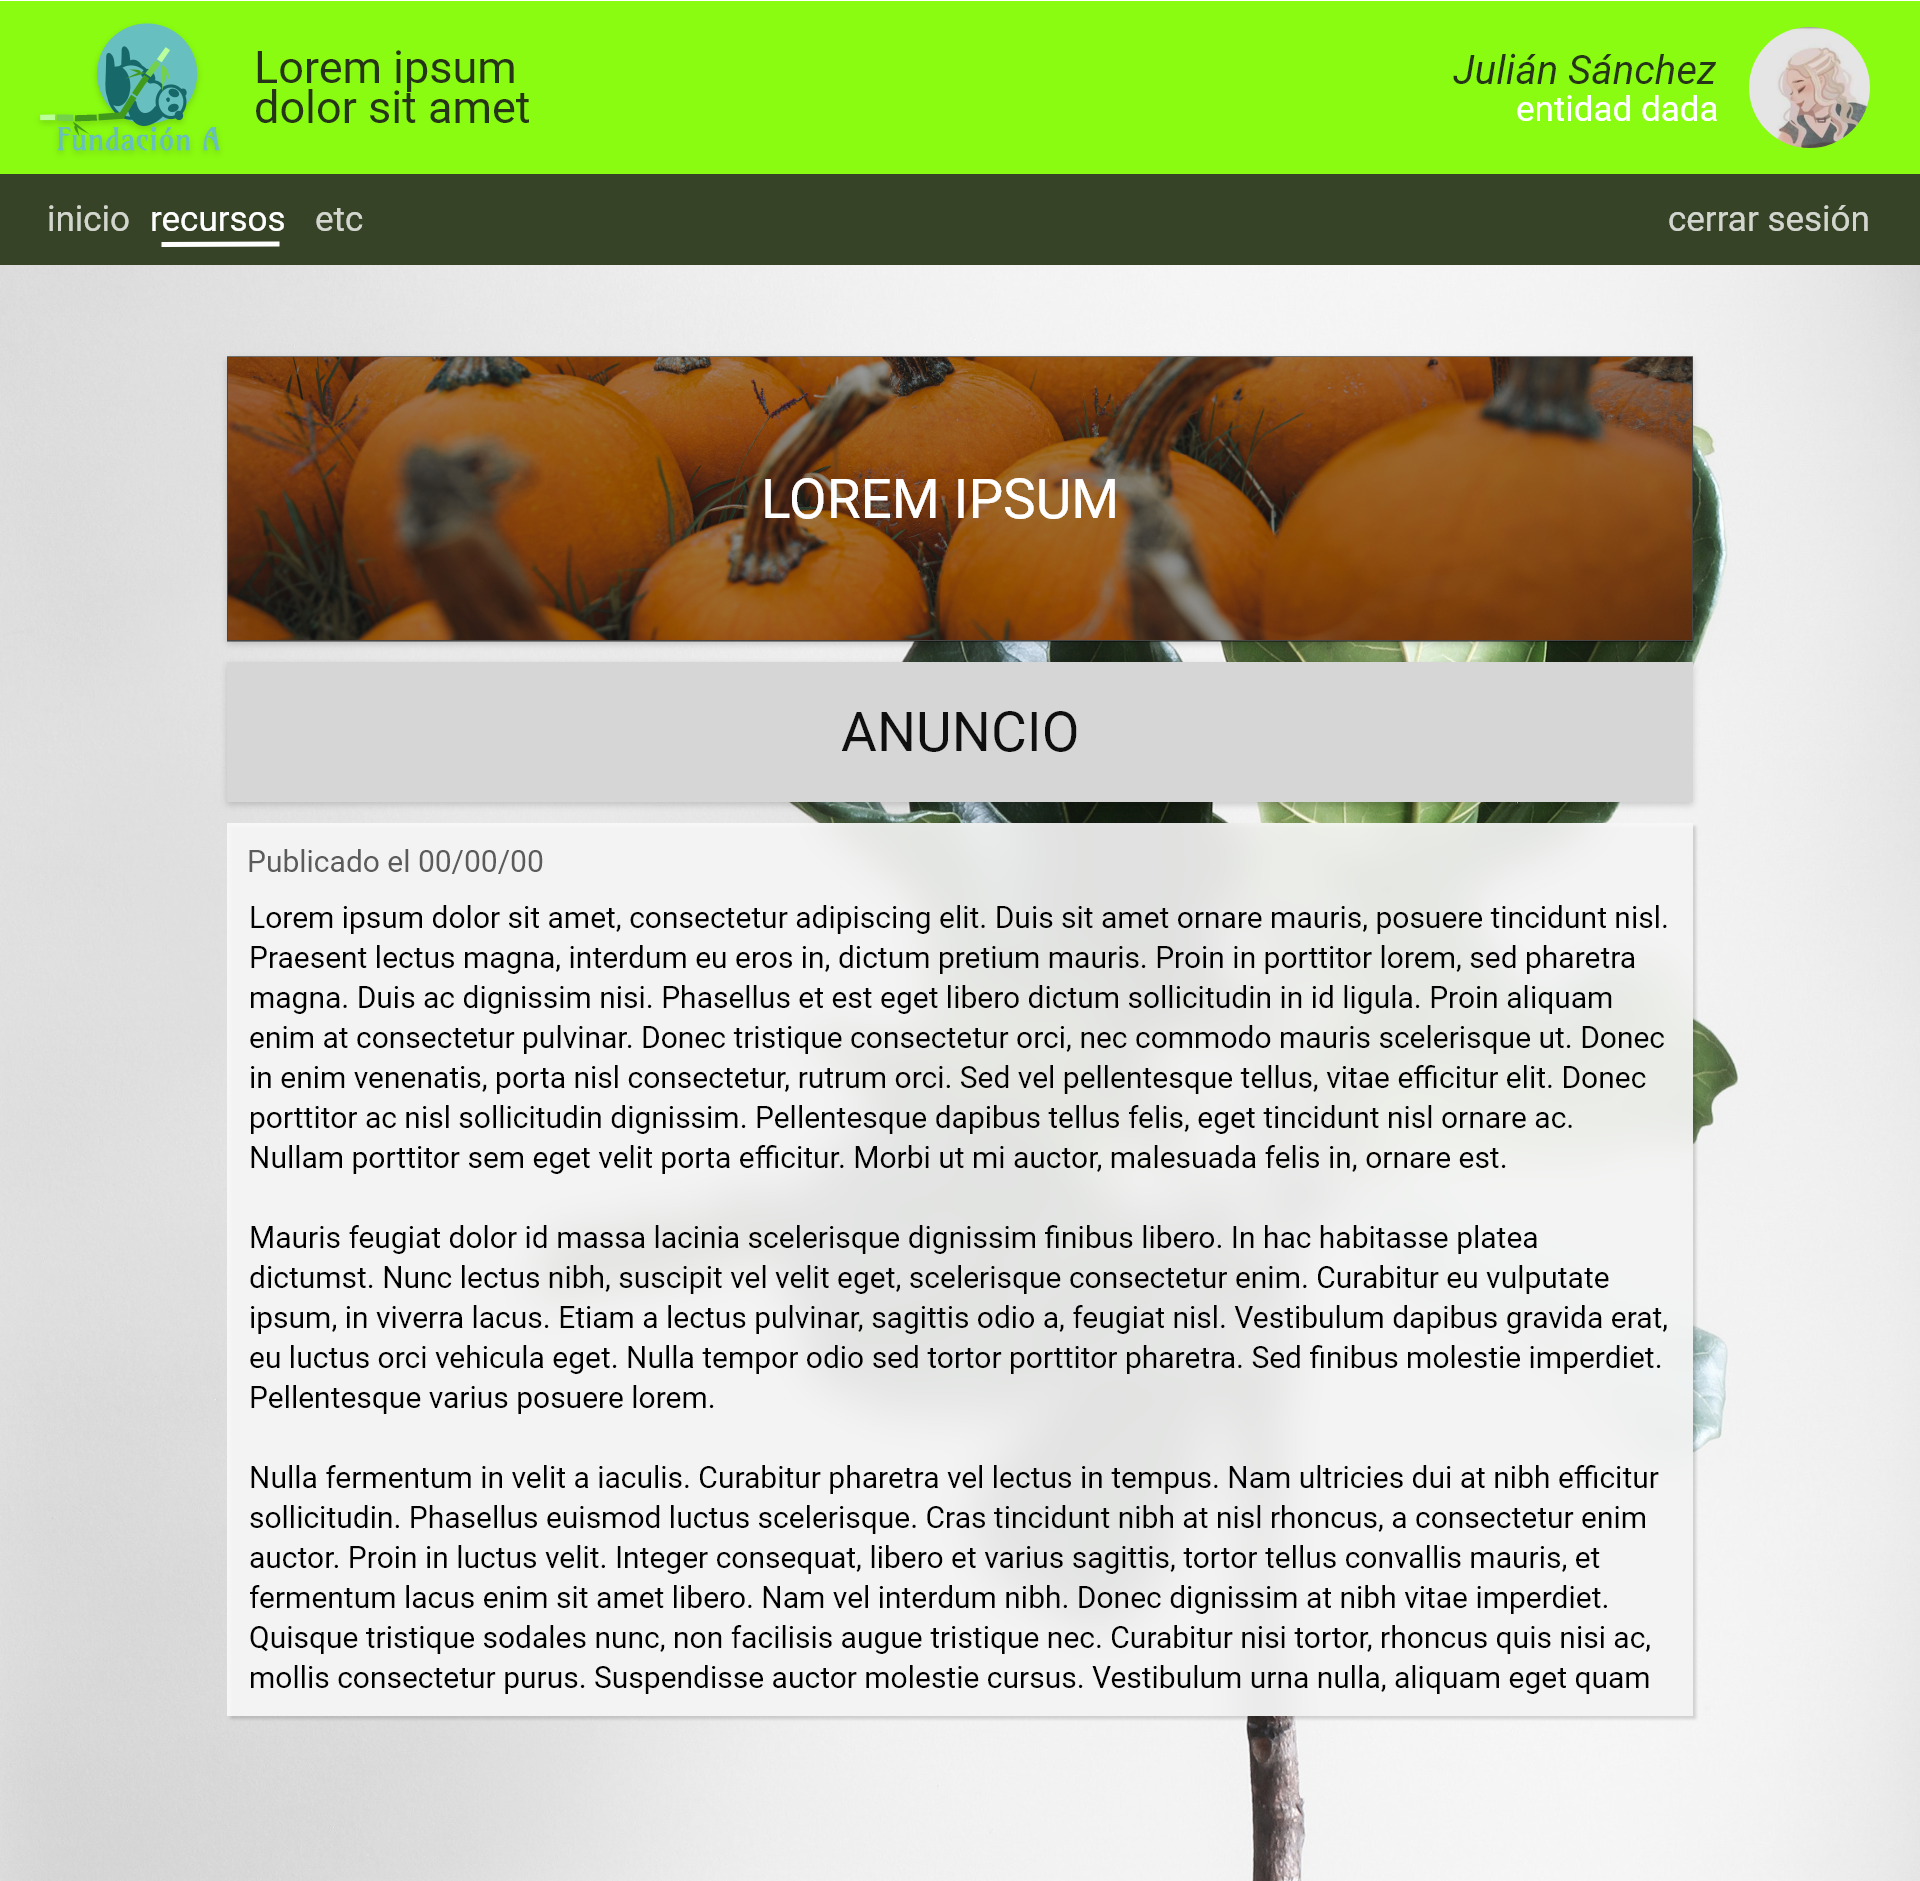 Fundación A
Lorem ipsum
dolor sit amet
Julián Sánchez
entidad dada
inicio recursos etc
cerrar sesión
LOREM IPSUM
ANUNCIO
Publicado el 00/00/00
Lorem ipsum dolor sit amet, consectetur adipiscing elit. Duis sit amet ornare mauris, posuere tincidunt nisl.
Praesent lectus magna, interdum eu eros in, dictum pretium mauris. Proin in porttitor lorem, sed pharetra
magna. Duis ac dignissim nisi. Phasellus et est eget libero dictum sollicitudin in id ligula. Proin aliquam
enim at consectetur pulvinar. Donec tristique consectetur orci, nec commodo mauris scelerisque ut. Donec
in enim venenatis, porta nisl consectetur, rutrum orci. Sed vel pellentesque tellus, vitae efficitur elit. Donec
porttitor ac nisl sollicitudin dignissim. Pellentesque dapibus tellus felis, eget tincidunt nisl ornare ac.
Nullam porttitor sem eget velit porta efficitur. Morbi ut mi auctor, malesuada felis in, ornare est.
Mauris feugiat dolor id massa lacinia scelerisque dignissim finibus libero. In hac habitasse platea
dictumst. Nunc lectus nibh, suscipit vel velit eget, scelerisque consectetur enim. Curabitur eu vulputate
ipsum, in viverra lacus. Etiam a lectus pulvinar, sagittis odio a, feugiat nisl. Vestibulum dapibus gravida erat,
eu luctus orci vehicula eget. Nulla tempor odio sed tortor porttitor pharetra. Sed finibus molestie imperdiet.
Pellentesque varius posuere lorem.
Nulla fermentum in velit a iaculis. Curabitur pharetra vel lectus in tempus. Nam ultricies dui at nibh efficitur
sollicitudin. Phasellus euismod luctus scelerisque. Cras tincidunt nibh at nisl rhoncus, a consectetur enim
auctor. Proin in luctus velit. Integer consequat, libero et varius sagittis, tortor tellus convallis mauris, et
fermentum lacus enim sit amet libero. Nam vel interdum nibh. Donec dignissim at nibh vitae imperdiet.
Quisque tristique sodales nunc, non facilisis augue tristique nec. Curabitur nisi tortor, rhoncus quis nisi ac,
mollis consectetur purus. Suspendisse auctor molestie cursus. Vestibulum urna nulla, aliquam eget quam